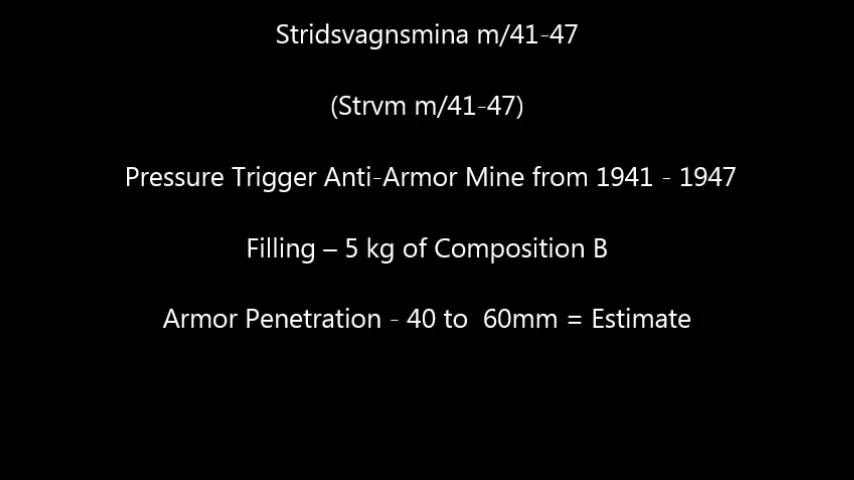 Stridsvagnsmina m/41-47
(Strvm m/41-47)
Pressure Trigger Anti-Armor Mine from 1941 - 1947
Filling – 5 kg of Composition B
Armor Penetration - 40 to  60mm = Estimate